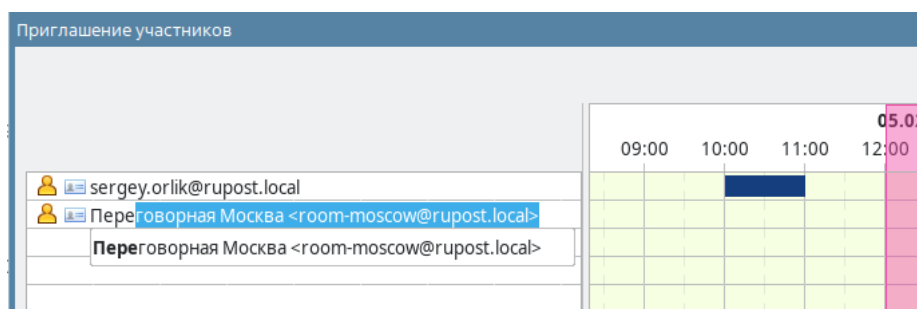 Приглашение участников
05.0
09:00 10:00 11:00 12:00
sergey.orlik@rupost.local
Переговорная Москва <room-moscow@rupost.local>
Переговорная Москва <room-moscow@rupost.local>